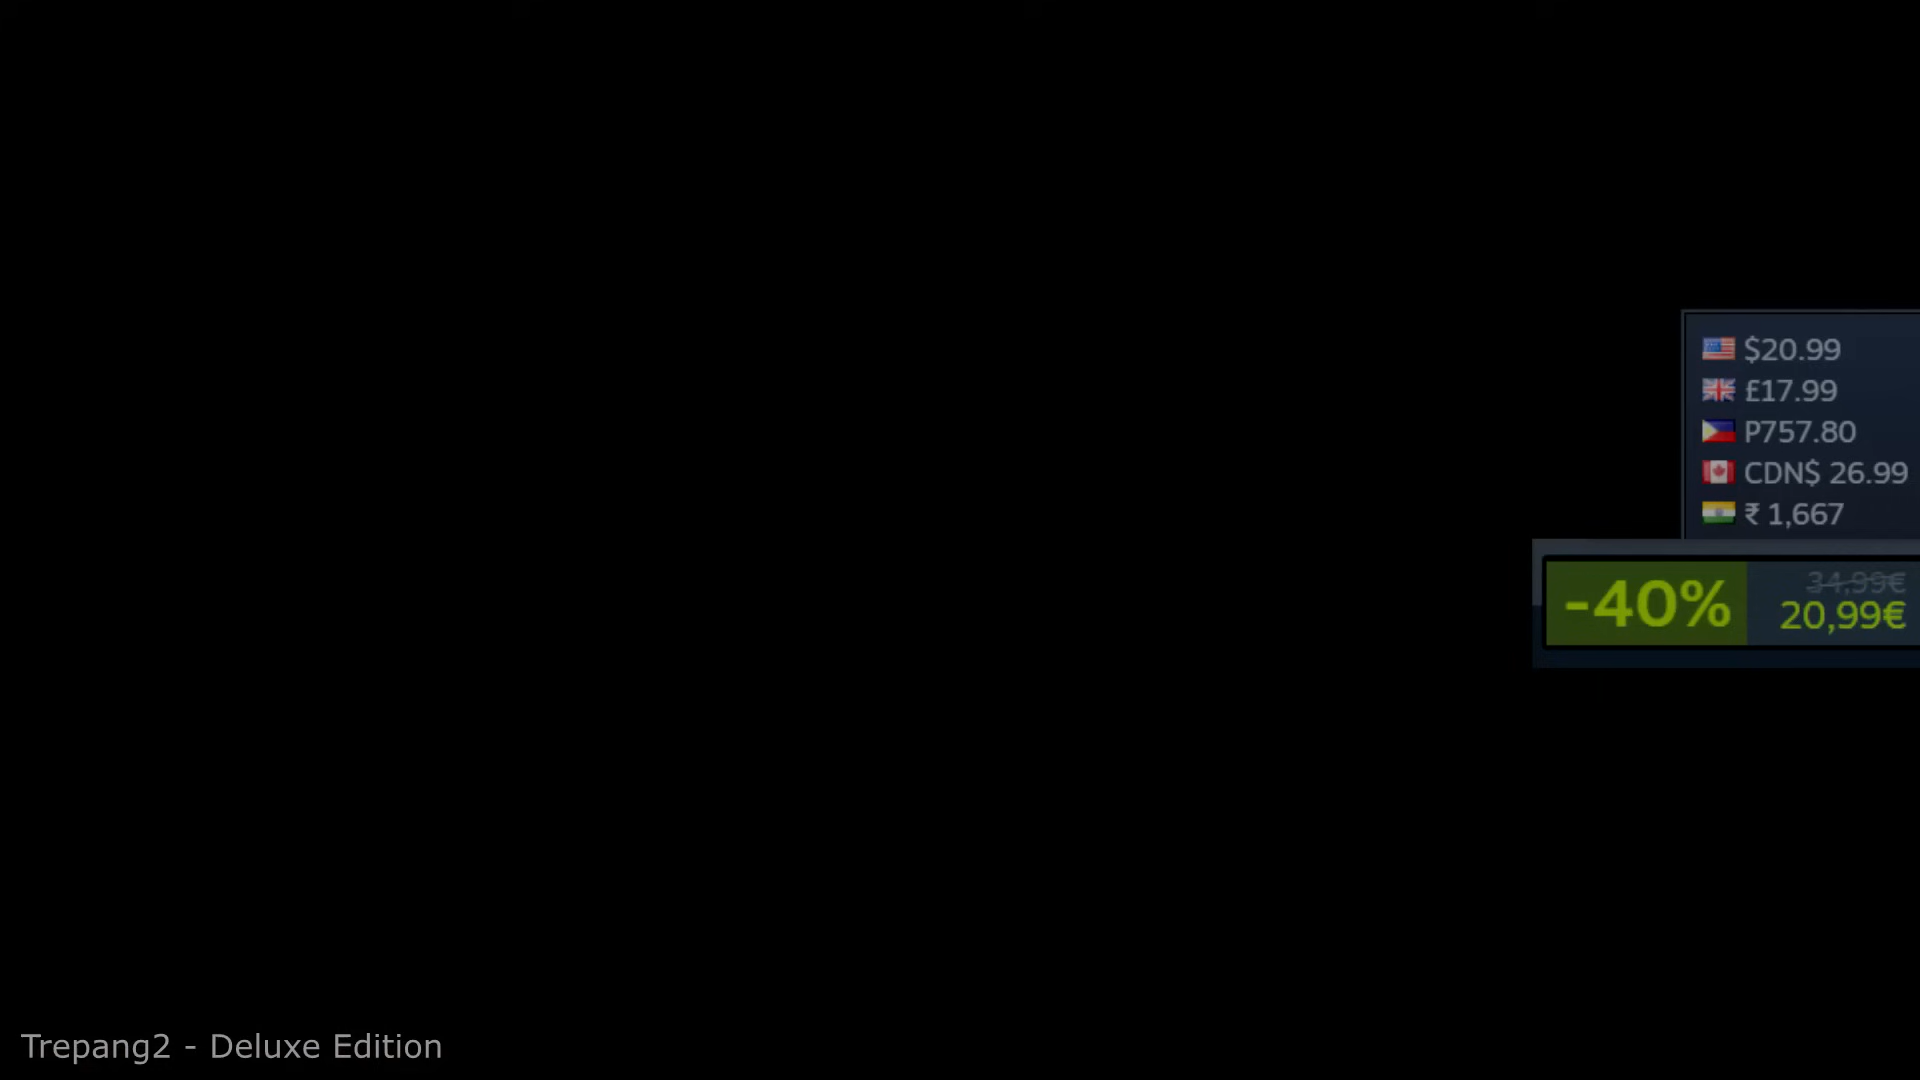 $20.99
£17.99
P757.80
CDN$ 26.99
₹ 1,667
-40%
34,99€
20,99€
Trepang2 - Deluxe Edition